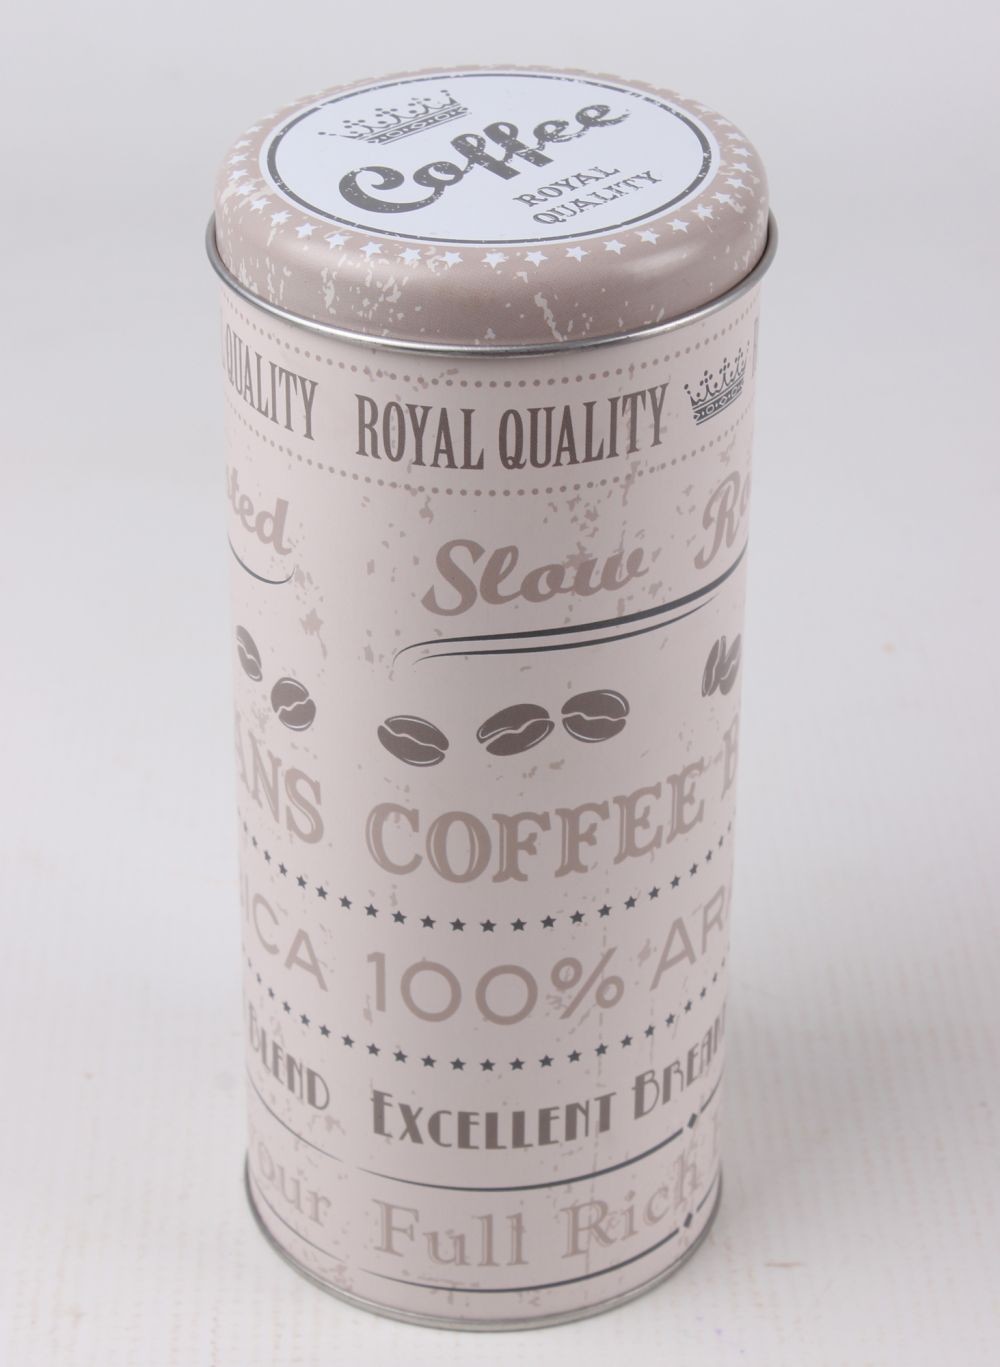 Coffee
ROYAL
QUALITY
QUALITY ROYAL QUALITY
Slow
COFFEE
100%
BLEND EXCELLENT
Full Rich